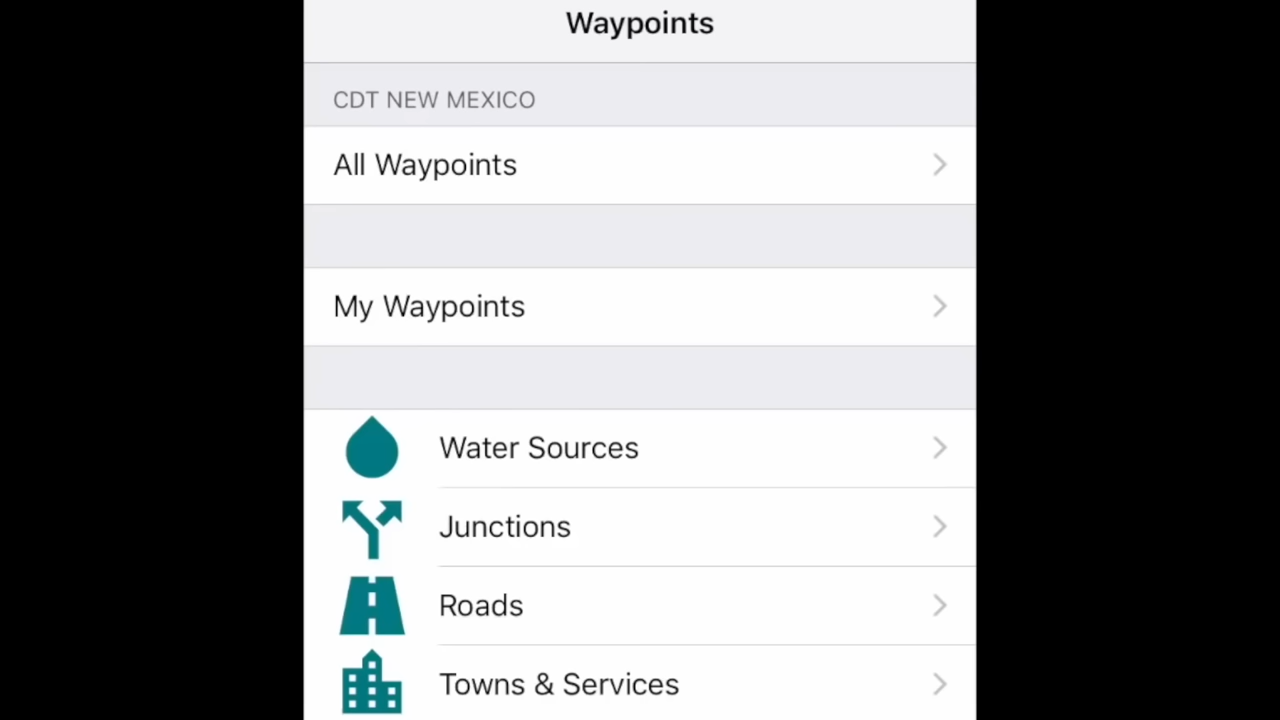 Waypoints
CDT NEW MEXICO
All Waypoints
My Waypoints
Water Sources
Junctions
Roads
Towns & Services